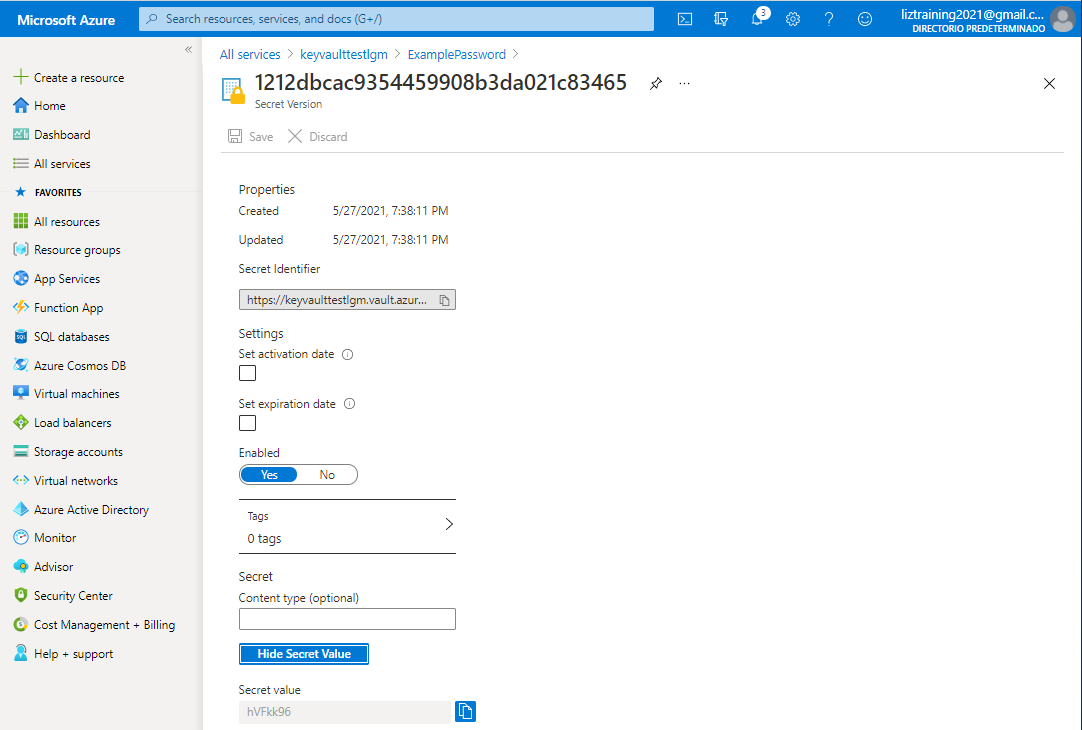 Microsoft Azure
Search resources, services, and docs (G+/)
3
liztraining2021@gmail.c...
DIRECTORIO PREDETERMINADO
«
Create a resource
Home
Dashboard
All services
FAVORITES
All resources
Resource groups
App Services
Function App
SQL databases
Azure Cosmos DB
Virtual machines
Load balancers
Storage accounts
Virtual networks
Azure Active Directory
Monitor
Advisor
Security Center
Cost Management + Billing
Help + support
All services > keyvaulttestlgm > ExamplePassword >
1212dbcac9354459908b3da021c83465
...
Secret Version
Save Discard
Properties
Created 5/27/2021, 7:38:11 PM
Updated 5/27/2021, 7:38:11 PM
Secret Identifier
https://keyvaulttestlgm.vault.azur...
Settings
Set activation date
Set expiration date
Enabled
Yes No
Tags
0 tags
Secret
Content type (optional)
Hide Secret Value
Secret value
hVFkk96